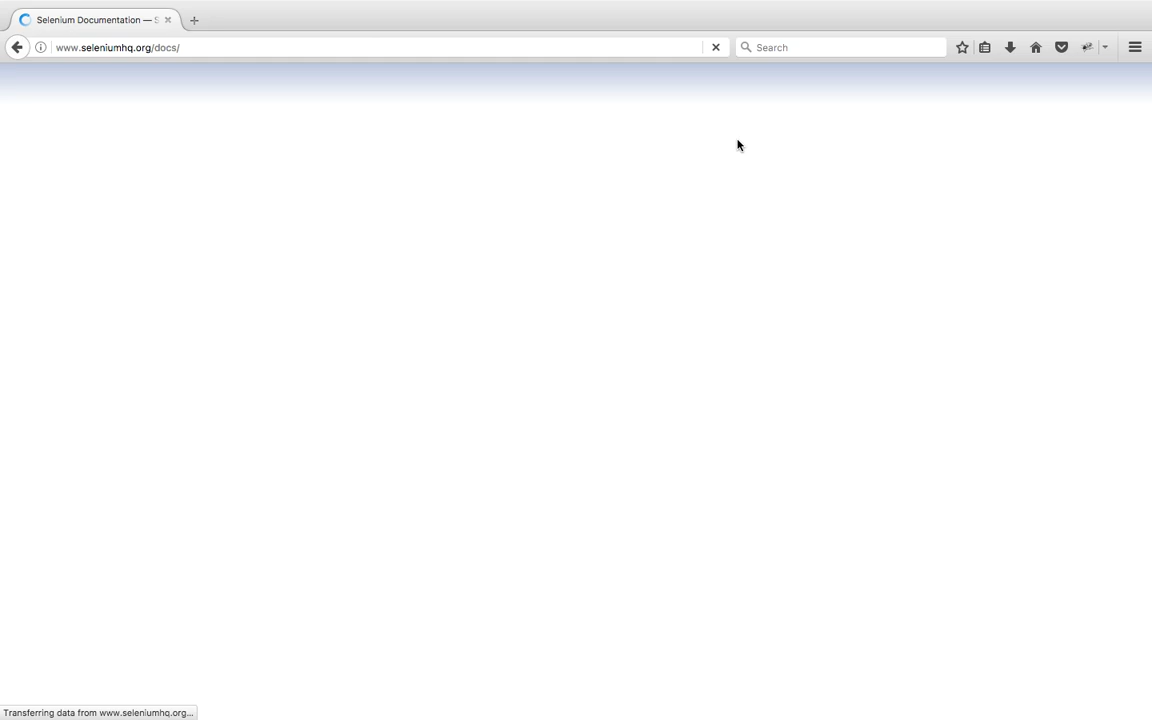 Selenium Documentation — S
www.seleniumhq.org/docs/
Search
Transferring data from www.seleniumhq.org...